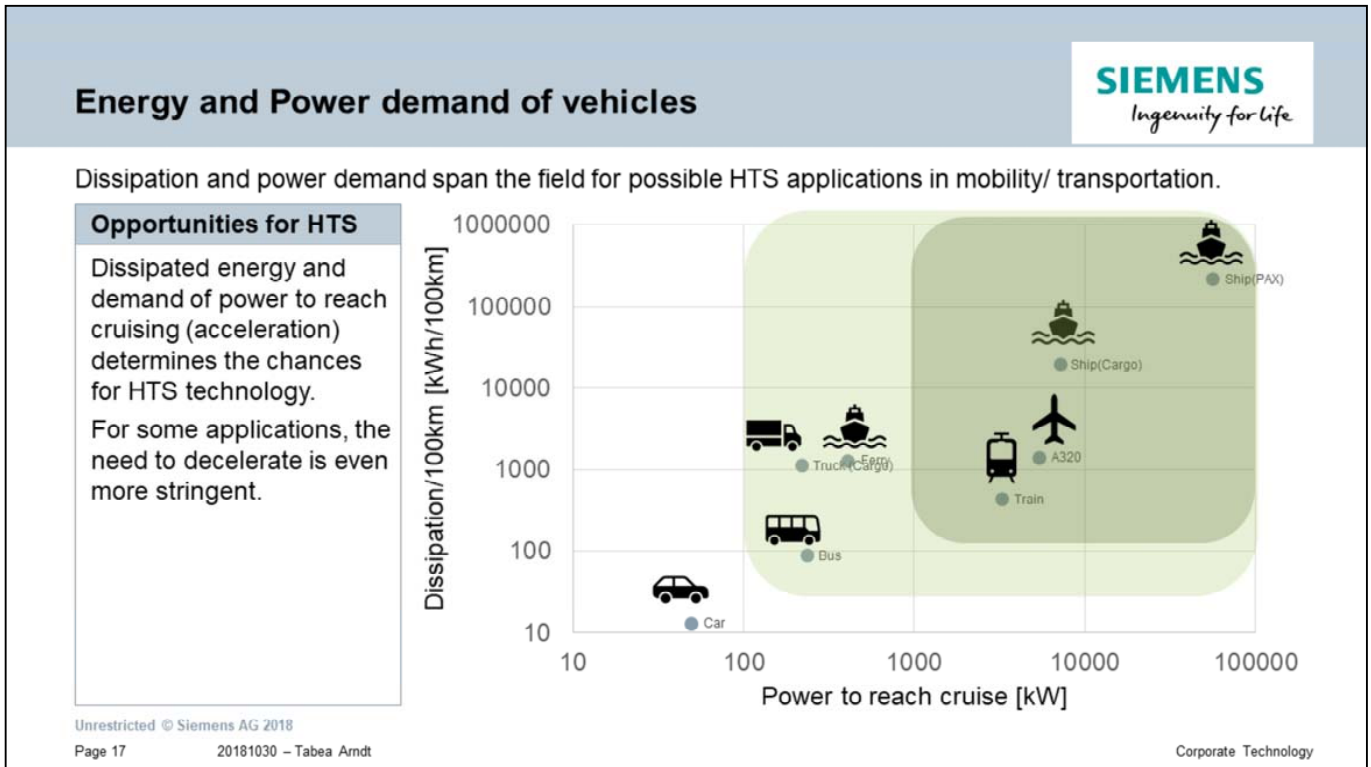 Energy and Power demand of vehicles
SIEMENS
Ingenuity for life
Dissipation and power demand span the field for possible HTS applications in mobility/ transportation.
Opportunities for HTS
Dissipated energy and
demand of power to reach
cruising (acceleration)
determines the chances
for HTS technology.
For some applications, the
need to decelerate is even
more stringent.
Dissipation/100km [kWh/100km]
1000000
100000
10000
1000
100
10
Ship(PAX)
Ship(Cargo)
Truck(Cargo)
Ferry
A320
Train
Bus
Car
10
100
1000
10000
100000
Power to reach cruise [kW]
Unrestricted © Siemens AG 2018
Page 17
20181030 – Tabea Arndt
Corporate Technology